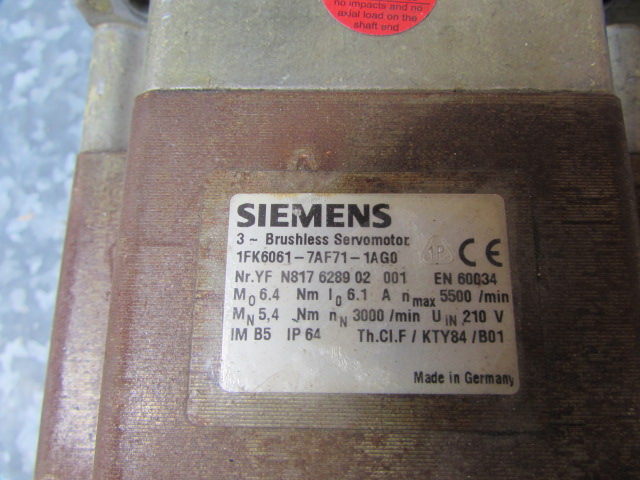 no impacts and no
axial load on the
shaft end
SIEMENS
3 ~ Brushless Servomotor
1FK6061-7AF71-1AG0
Nr.YF N817 6289 02 001 EN 60034
M0 6.4 Nm I0 6.1 A nmax 5500 /min
MN 5,4 Nm nN 3000 /min UIN 210 V
IM B5 IP 64 Th.Cl.F / KTY84 /B01
Made in Germany
1P
CE